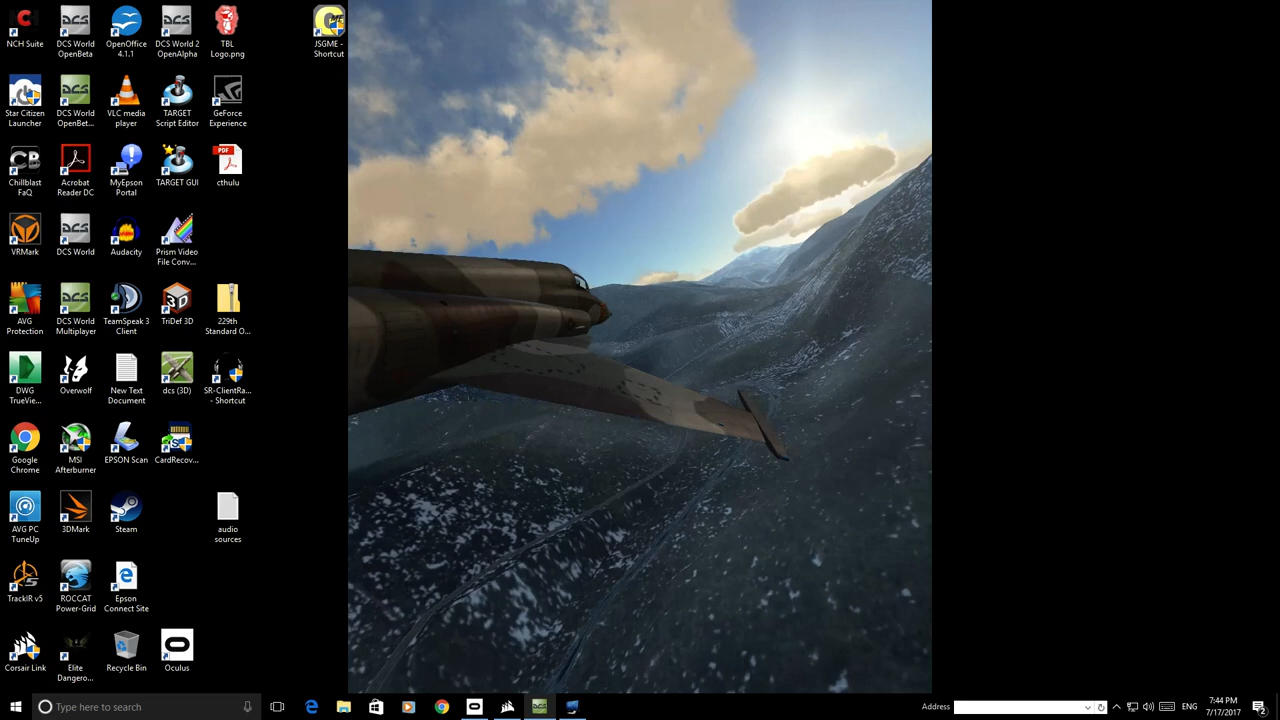 NCH Suite
DCS World
OpenBeta
OpenOffice
4.1.1
DCS World 2
OpenAlpha
TBL
Logo.png
JSGME -
Shortcut
Star Citizen
Launcher
DCS World
OpenBet...
VLC media
player
TARGET
Script Editor
GeForce
Experience
Chillblast
FaQ
Acrobat
Reader DC
MyEpson
Portal
TARGET GUI
PDF
cthulu
VRMark
DCS World
Audacity
Prism Video
File Conv...
AVG
Protection
DCS World
Multiplayer
TeamSpeak 3
Client
TriDef 3D
229th
Standard O...
DWG
TrueVie...
Overwolf
New Text
Document
dcs (3D)
SR-ClientRa...
- Shortcut
Google
Chrome
MSI
Afterburner
EPSON Scan
CardRecov...
AVG PC
TuneUp
3DMark
Steam
audio
sources
TrackIR v5
ROCCAT
Power-Grid
Epson
Connect Site
Corsair Link
Elite
Dangero...
Recycle Bin
Oculus
Type here to search
Address
ENG
7:44 PM
7/17/2017
2